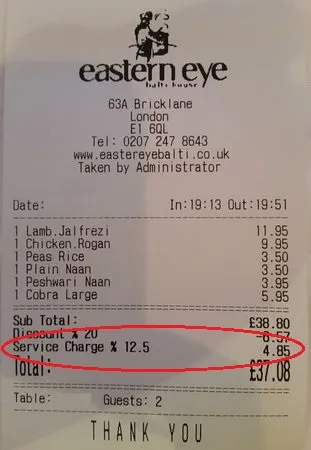 eastern eye
balti house
63A Bricklane
London
E1 6QL
Tel: 0207 247 8643
www.eastereyebalti.co.uk
Taken by Administrator
Date: In:19:13 Out:19:51
1 Lamb.Jalfrezi 11.95
1 Chicken.Rogan 9.95
1 Peas Rice 3.50
1 Plain Naan 3.50
1 Peshwari Naan 3.95
1 Cobra Large 5.95
Sub Total: £38.80
Discount % 20 -6.57
Service Charge % 12.5 4.85
Total: £37.08
Table: Guests: 2
THANK YOU